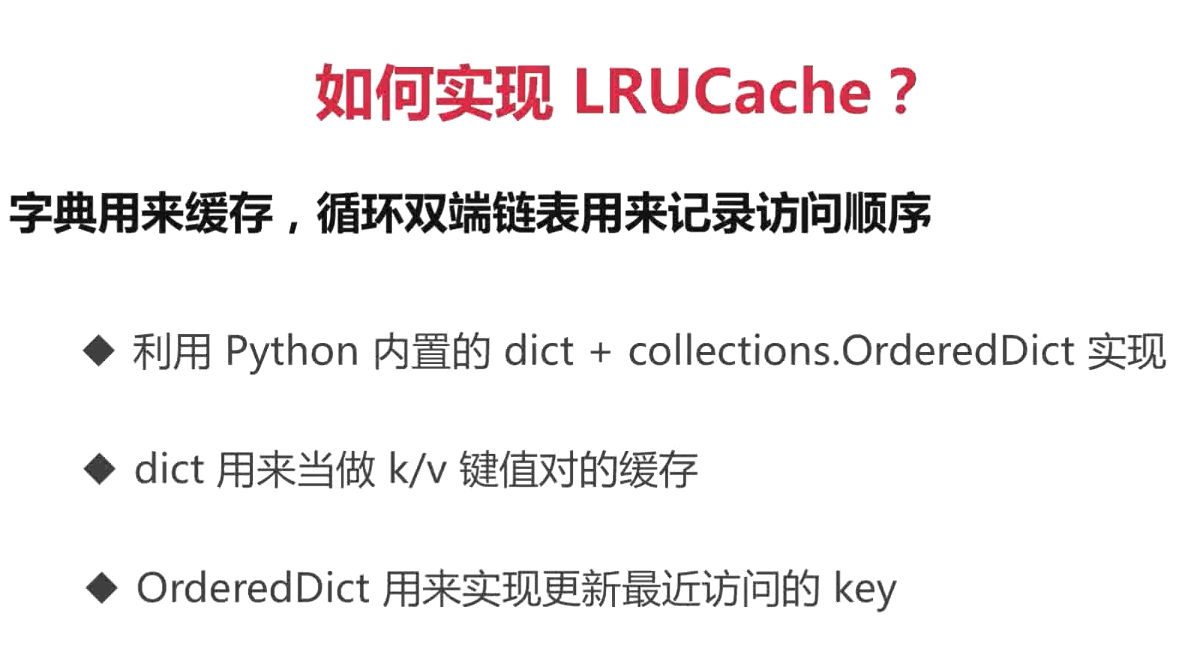 如何实现 LRUCache？
字典用来缓存，循环双端链表用来记录访问顺序
◆ 利用 Python 内置的 dict + collections.OrderedDict 实现
◆ dict 用来当做 k/v 键值对的缓存
◆ OrderedDict 用来实现更新最近访问的 key